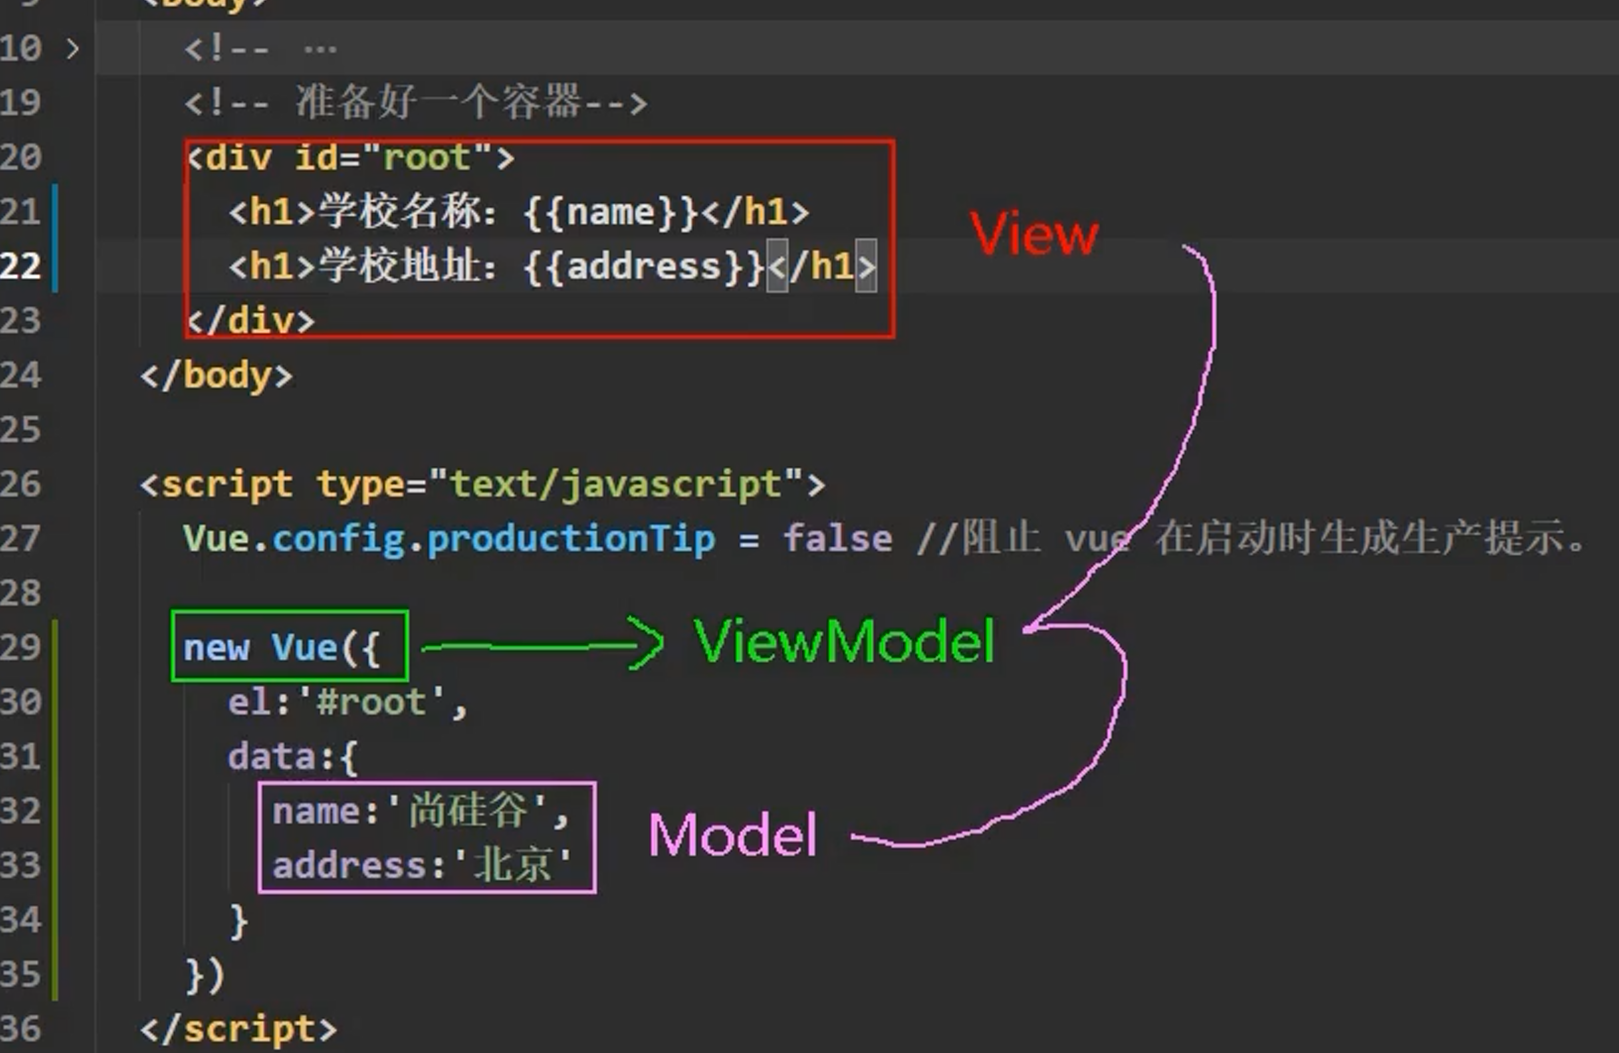 9 <body>
10 > <!-- ...
19 <!-- 准备好一个容器-->
20 <div id="root">
21 <h1>学校名称：{{name}}</h1>
View
22 <h1>学校地址：{{address}}</h1>
23 </div>
24 </body>
25
26 <script type="text/javascript">
27 Vue.config.productionTip = false //阻止 vue 在启动时生成生产提示。
28
29 new Vue({
ViewModel
30 el:'#root',
31 data:{
32 name:'尚硅谷',
Model
33 address:'北京'
34 }
35 })
36 </script>